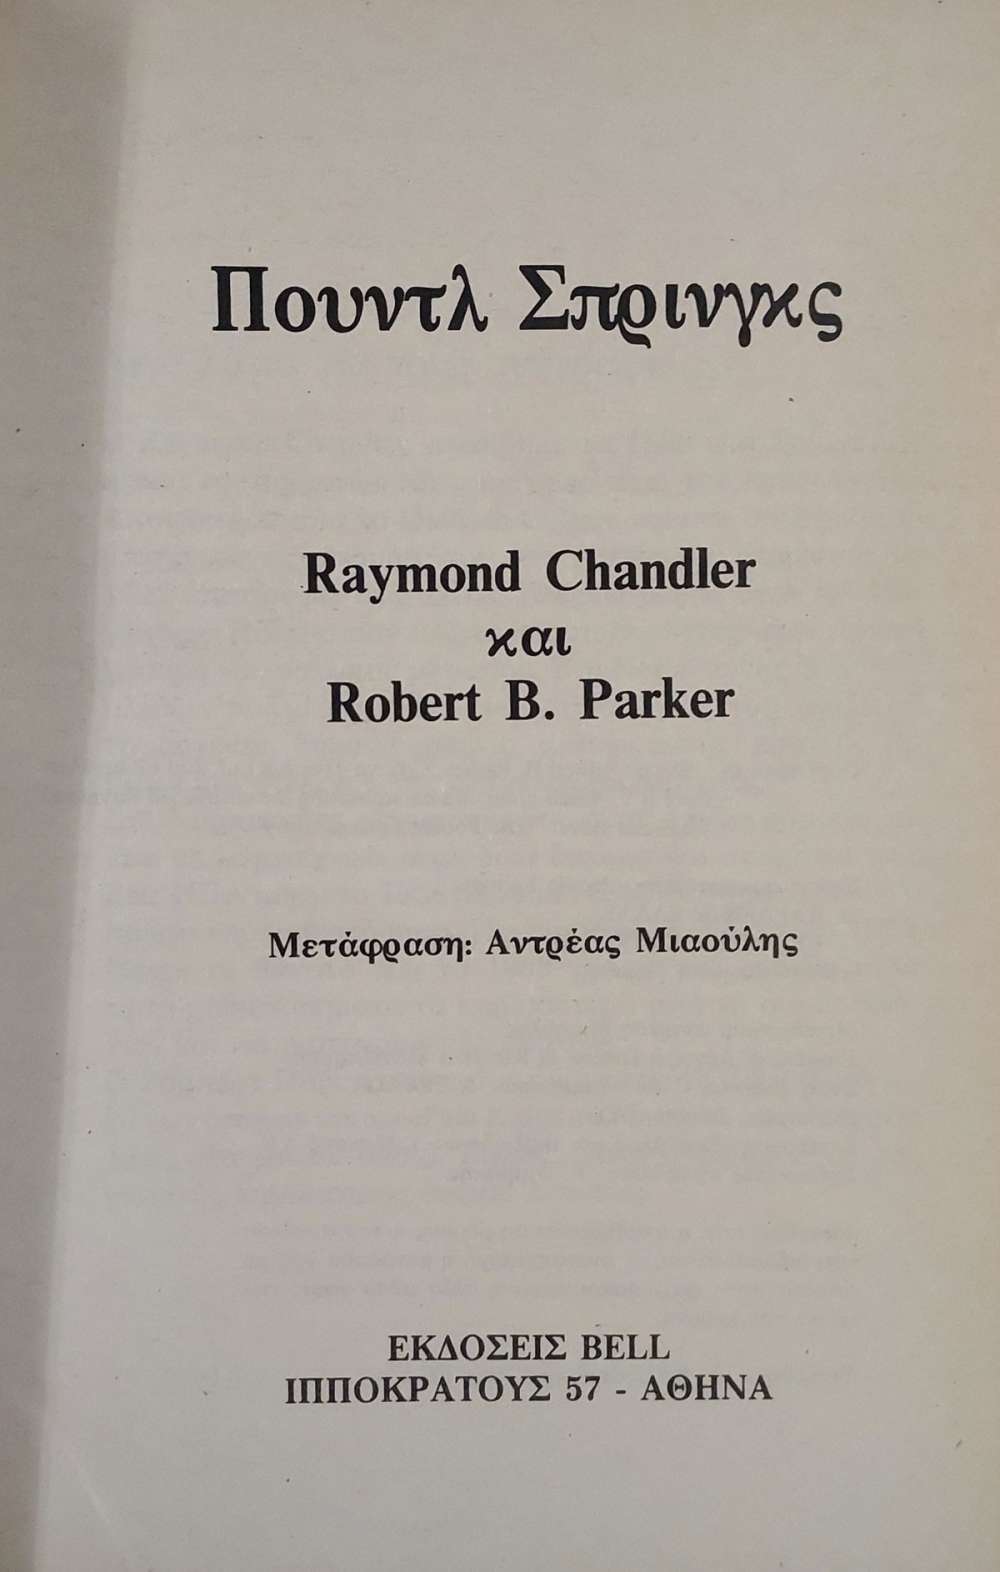 Πουντλ Σπρινγκς
Raymond Chandler
και
Robert B. Parker
Μετάφραση: Αντρέας Μιαούλης
ΕΚΔΟΣΕΙΣ BELL
ΙΠΠΟΚΡΑΤΟΥΣ 57 - ΑΘΗΝΑ